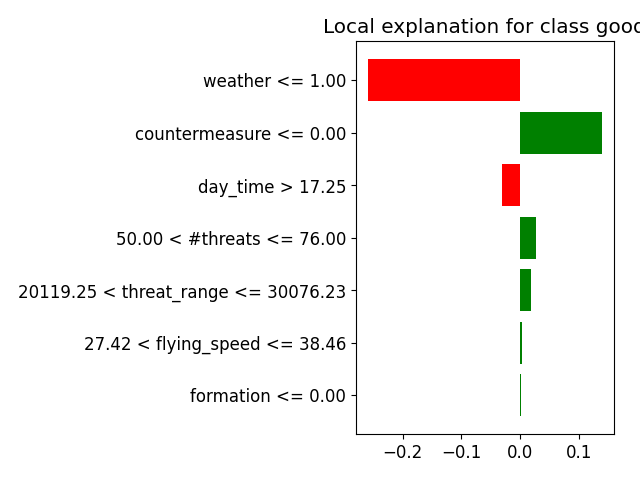 Local explanation for class good
weather <= 1.00
countermeasure <= 0.00
day_time > 17.25
50.00 < #threats <= 76.00
20119.25 < threat_range <= 30076.23
27.42 < flying_speed <= 38.46
formation <= 0.00
−0.2 −0.1 0.0 0.1